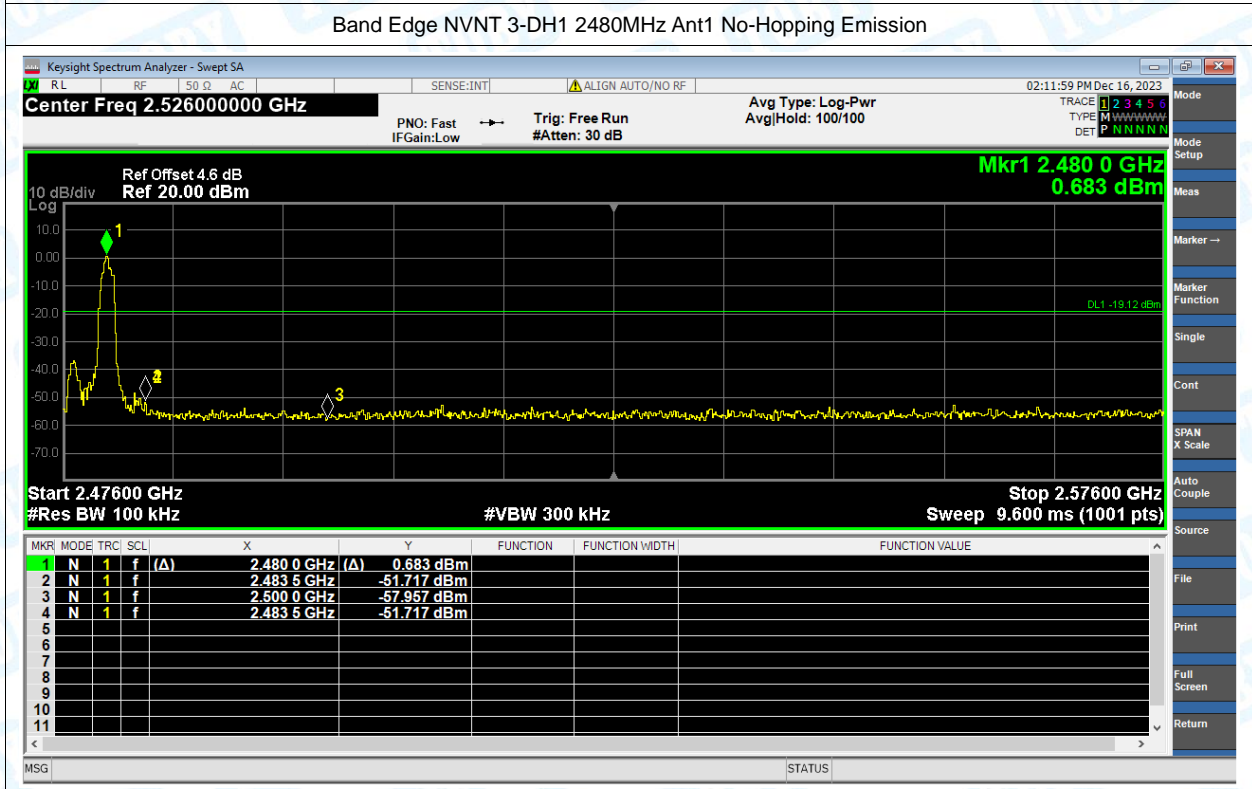 Band Edge NVNT 3-DH1 2480MHz Ant1 No-Hopping Emission
Keysight Spectrum Analyzer - Swept SA
LXI RL RF 50 Ω AC SENSE:INT ALIGN AUTO/NO RF 02:11:59 PM Dec 16, 2023
Center Freq 2.526000000 GHz
PNO: Fast
IFGain:Low
Trig: Free Run
#Atten: 30 dB
Avg Type: Log-Pwr
Avg|Hold: 100/100
TRACE 1 2 3 4 5 6
TYPE M WWWWW
DET P N N N N N
Ref Offset 4.6 dB
Ref 20.00 dBm
10 dB/div
Log
Mkr1 2.480 0 GHz
0.683 dBm
10.0
0.00
-10.0
-20.0
-30.0
-40.0
-50.0
-60.0
-70.0
1
3
DL1 -19.12 dBm
Start 2.47600 GHz
Stop 2.57600 GHz
#Res BW 100 kHz
#VBW 300 kHz
Sweep 9.600 ms (1001 pts)
MKR MODE TRC SCL X Y FUNCTION FUNCTION WIDTH FUNCTION VALUE
1 N 1 f (Δ) 2.480 0 GHz (Δ) 0.683 dBm
2 N 1 f 2.483 5 GHz -51.717 dBm
3 N 1 f 2.500 0 GHz -57.957 dBm
4 N 1 f 2.483 5 GHz -51.717 dBm
5
6
7
8
9
10
11
MSG STATUS
Mode
Mode Setup
Meas
Marker →
Marker Function
Single
Cont
SPAN X Scale
Auto Couple
Source
File
Print
Full Screen
Return